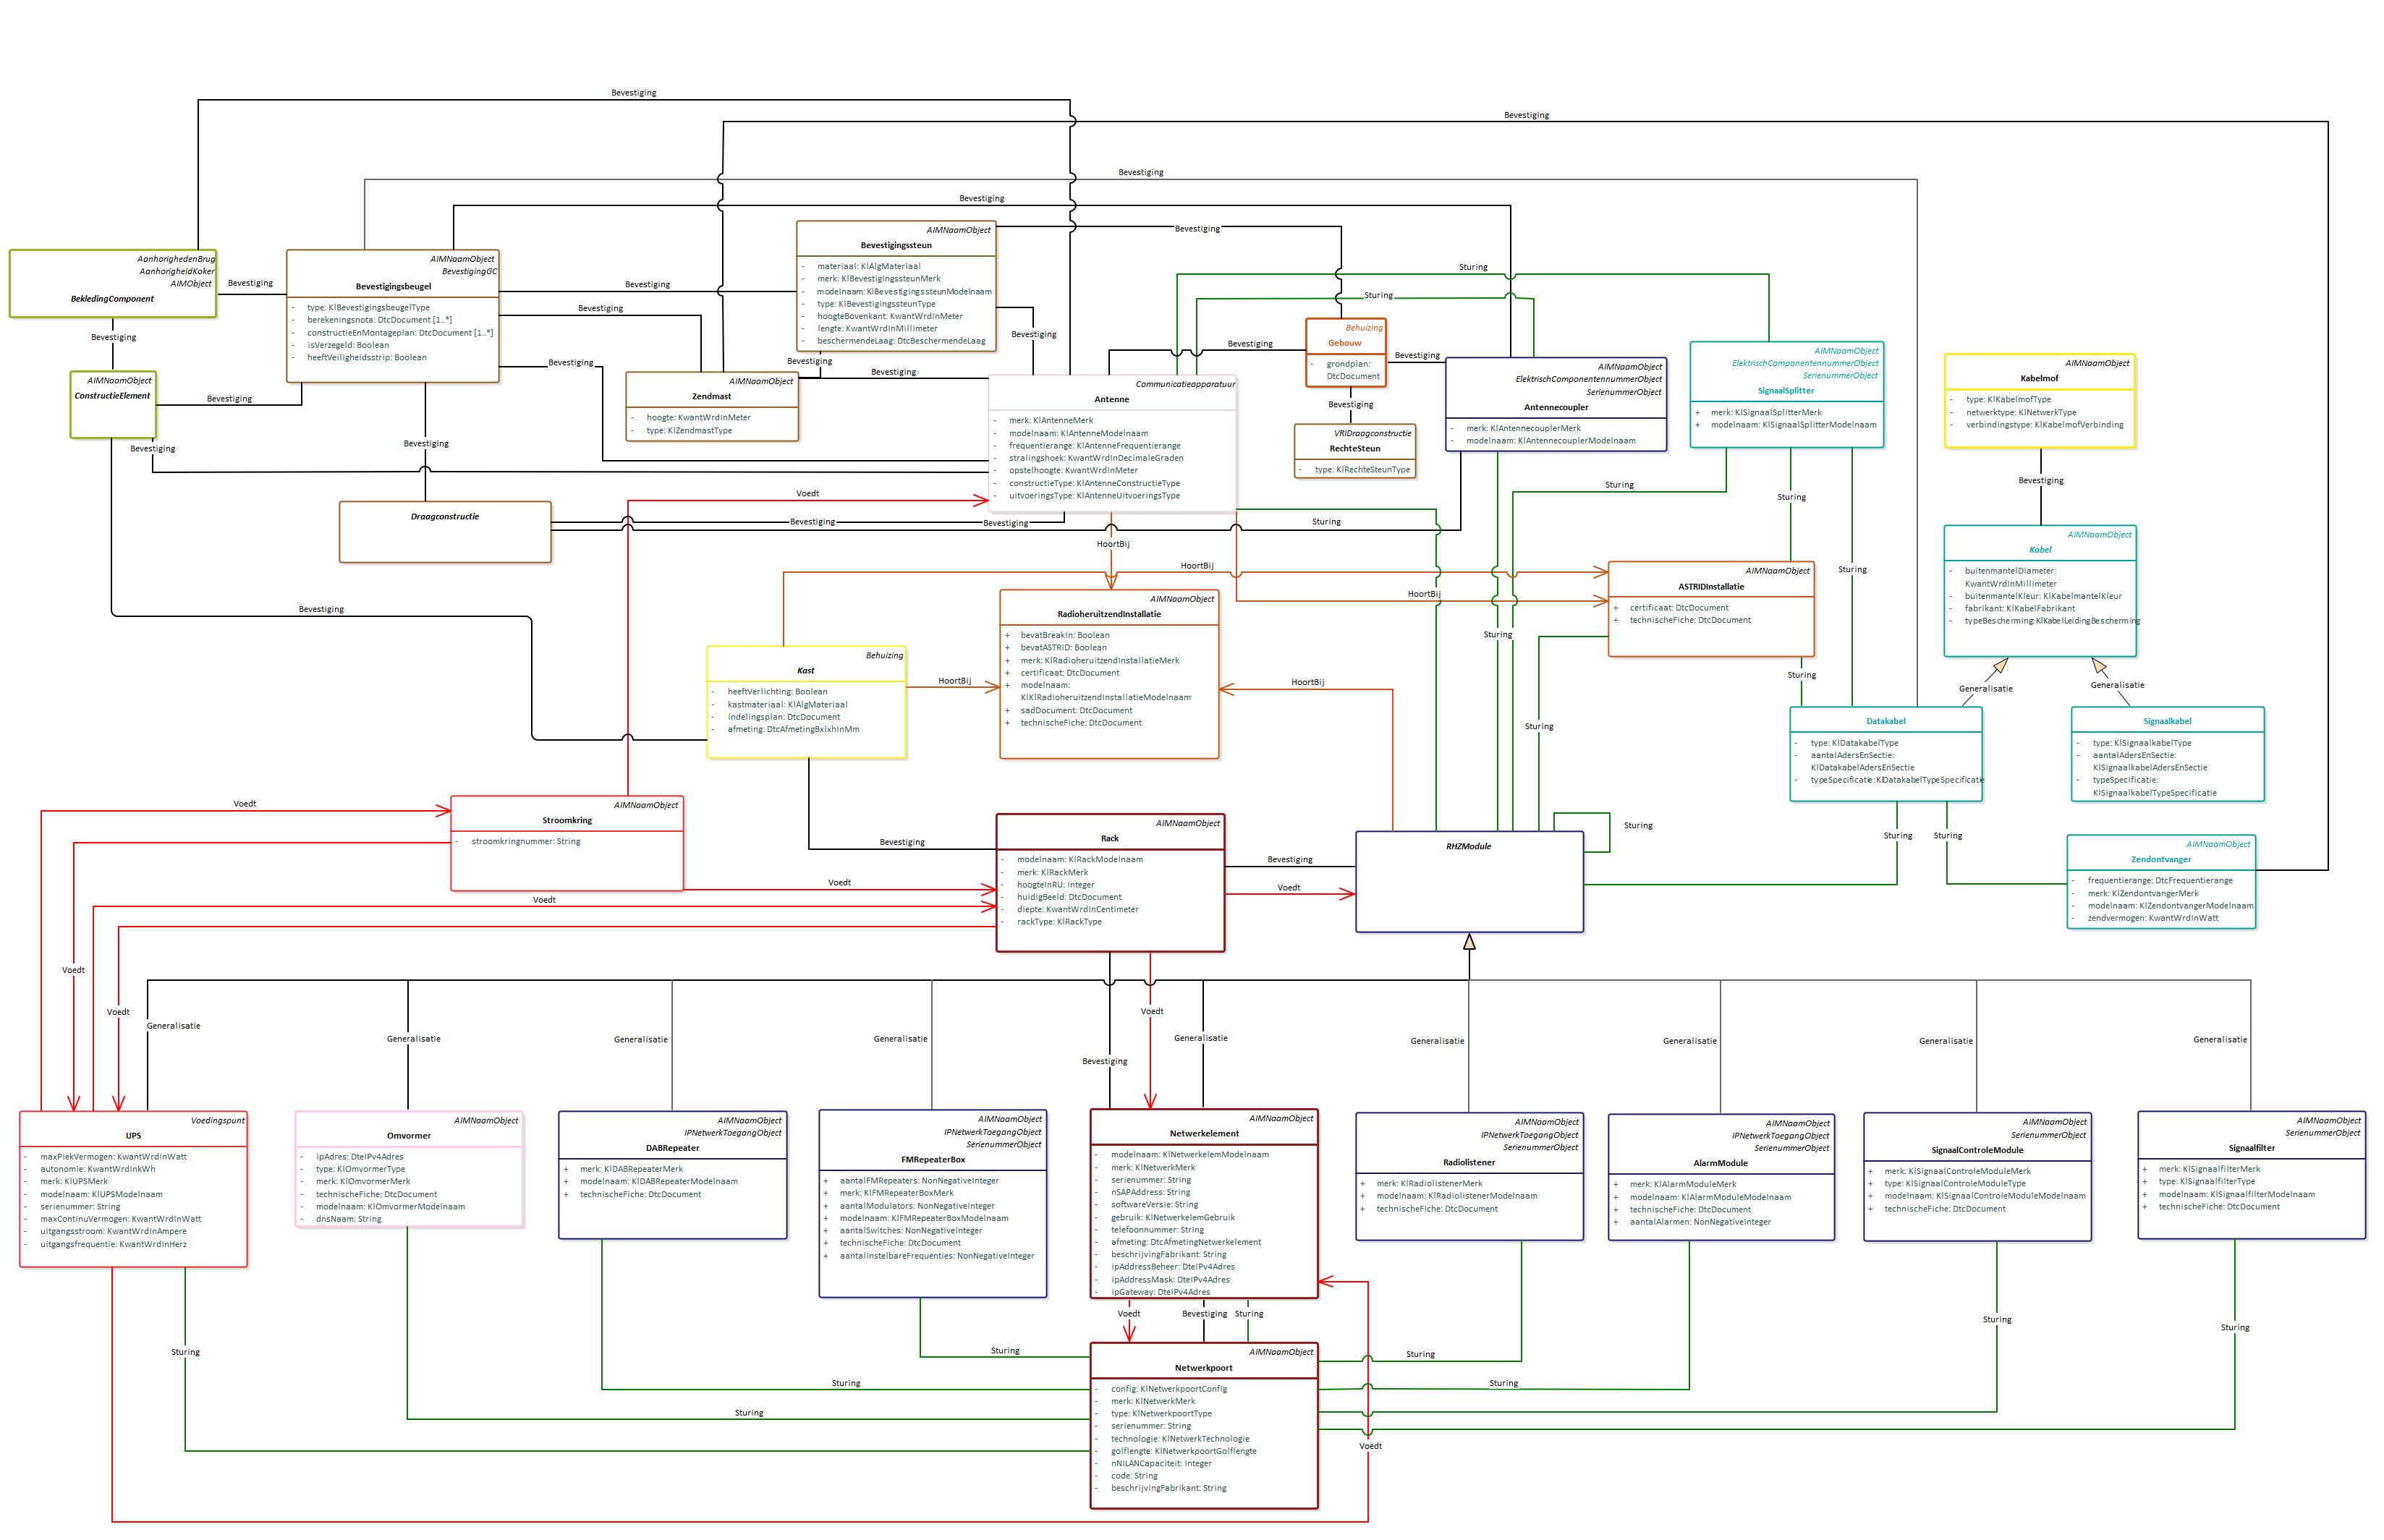 Bevestiging
Bevestiging
Bevestiging
Bevestiging
AanhorighedenBrug
AanhorigheidKoker
AIMObject
BekledingComponent
Bevestiging
AIMNaamObject
BevestigingGC
Bevestigingsbeugel
- type: KlBevestigingsbeugelType
- berekeningsnota: DtcDocument [1..*]
- constructieEnMontageplan: DtcDocument [1..*]
- isVerzegeld: Boolean
- heeftVeiligheidsstrip: Boolean
Bevestiging
Bevestiging
Bevestiging
AIMNaamObject
Bevestigingssteun
- materiaal: KlAlgMateriaal
- merk: KlBevestigingssteunMerk
- modelnaam: KlBevestigingssteunModelnaam
- type: KlBevestigingssteunType
- hoogteBovenkant: KwantWrdInMeter
- lengte: KwantWrdInMillimeter
- beschermendeLaag: DtcBeschermendeLaag
Bevestiging
Sturing
Sturing
Bevestiging
Behuizing
Gebouw
- grondplan:
DtcDocument
Bevestiging
Bevestiging
Bevestiging
Bevestiging
AIMNaamObject
ConstructieElement
Bevestiging
Bevestiging
Bevestiging
Bevestiging
AIMNaamObject
Zendmast
- hoogte: KwantWrdInMeter
- type: KlZendmastType
Bevestiging
Communicatieapparatuur
Antenne
- merk: KlAntenneMerk
- modelnaam: KlAntenneModelnaam
- frequentierange: KlAntenneFrequentierange
- stralingshoek: KwantWrdInDecimaleGraden
- opstelhoogte: KwantWrdInMeter
- constructieType: KlAntenneConstructieType
- uitvoeringsType: KlAntenneUitvoeringsType
VRIDraagconstructie
RechteSteun
- type: KlRechteSteunType
AIMNaamObject
ElektrischComponentennummerObject
SerienummerObject
Antennecoupler
- merk: KlAntennecouplerMerk
- modelnaam: KlAntennecouplerModelnaam
AIMNaamObject
ElektrischComponentennummerObject
SerienummerObject
SignaalSplitter
+ merk: KlSignaalSplitterMerk
+ modelnaam: KlSignaalSplitterModelnaam
AIMNaamObject
Kabelmof
- type: KlKabelmofType
- netwerktype: KlNetwerkType
- verbindingstype: KlKabelmofVerbinding
Bevestiging
Draagconstructie
Voedt
Bevestiging
Bevestiging
Sturing
Sturing
Sturing
Sturing
HoortBij
HoortBij
HoortBij
AIMNaamObject
Kabel
- buitenmantelDiameter:
KwantWrdInMillimeter
- buitenmantelKleur: KlKabelmantelKleur
- fabrikant: KlKabelFabrikant
- typeBescherming: KlKabelLeidingBescherming
AIMNaamObject
ASTRIDInstallatie
+ certificaat: DtcDocument
+ technischeFiche: DtcDocument
Bevestiging
AIMNaamObject
RadioheruitzendInstallatie
+ bevatBreakIn: Boolean
+ bevatASTRID: Boolean
+ merk: KlRadioheruitzendInstallatieMerk
+ certificaat: DtcDocument
+ modelnaam:
KlKlRadioheruitzendInstallatieModelnaam
+ sadDocument: DtcDocument
+ technischeFiche: DtcDocument
Sturing
Behuizing
Kast
- heeftVerlichting: Boolean
- kastmateriaal: KlAlgMateriaal
- indelingsplan: DtcDocument
- afmeting: DtcAfmetingBxlxhInMm
HoortBij
HoortBij
Sturing
Sturing
Generalisatie
Generalisatie
Datakabel
- type: KlDatakabelType
- aantalAdersEnSectie:
KlDatakabelAdersEnSectie
- typeSpecificatie: KlDatakabelTypeSpecificatie
Signaalkabel
- type: KlSignaalkabelType
- aantalAdersEnSectie:
KlSignaalkabelAdersEnSectie
- typeSpecificatie:
KlSignaalkabelTypeSpecificatie
Voedt
AIMNaamObject
Stroomkring
- stroomkringnummer: String
Bevestiging
Voedt
Voedt
AIMNaamObject
Rack
- modelnaam: KlRackModelnaam
- merk: KlRackMerk
- hoogteInRU: Integer
- huidigBeeld: DtcDocument
- diepte: KwantWrdInCentimeter
- rackType: KlRackType
Bevestiging
Voedt
RHZModule
Sturing
Sturing
Sturing
AIMNaamObject
Zendontvanger
- frequentierange: DtcFrequentierange
- merk: KlZendontvangerMerk
- modelnaam: KlZendontvangerModelnaam
- zendvermogen: KwantWrdInWatt
Voedt
Voedt
Generalisatie
Generalisatie
Generalisatie
Generalisatie
Bevestiging
Voedt
Generalisatie
Generalisatie
Generalisatie
Generalisatie
Generalisatie
Voedingspunt
UPS
- maxPiekVermogen: KwantWrdInWatt
- autonomie: KwantWrdInkWh
- merk: KlUPSMerk
- modelnaam: KlUPSModelnaam
- serienummer: String
- maxContinuVermogen: KwantWrdInWatt
- uitgangsstroom: KwantWrdInAmpere
- uitgangsfrequentie: KwantWrdInHerz
AIMNaamObject
Omvormer
- ipAdres: DteIPv4Adres
- type: KlOmvormerType
- merk: KlOmvormerMerk
- technischeFiche: DtcDocument
- modelnaam: KlOmvormerModelnaam
- dnsNaam: String
AIMNaamObject
IPNetwerkToegangObject
DABRepeater
+ merk: KlDABRepeaterMerk
+ modelnaam: KlDABRepeaterModelnaam
+ technischeFiche: DtcDocument
AIMNaamObject
IPNetwerkToegangObject
SerienummerObject
FMRepeaterBox
+ aantalFMRepeaters: NonNegativeInteger
+ merk: KlFMRepeaterBoxMerk
+ aantalModulators: NonNegativeInteger
+ modelnaam: KlFMRepeaterBoxModelnaam
+ aantalSwitches: NonNegativeInteger
+ technischeFiche: DtcDocument
+ aantalInstelbareFrequenties: NonNegativeInteger
AIMNaamObject
Netwerkelement
- modelnaam: KlNetwerkelemModelnaam
- merk: KlNetwerkMerk
- serienummer: String
- nSAPAddress: String
- softwareVersie: String
- gebruik: KlNetwerkelemGebruik
- telefoonnummer: String
- afmeting: DtcAfmetingNetwerkelement
- beschrijvingFabrikant: String
- ipAddressBeheer: DteIPv4Adres
- ipAddressMask: DteIPv4Adres
- ipGateway: DteIPv4Adres
AIMNaamObject
IPNetwerkToegangObject
SerienummerObject
Radiolistener
+ merk: KlRadiolistenerMerk
+ modelnaam: KlRadiolistenerModelnaam
+ technischeFiche: DtcDocument
AIMNaamObject
IPNetwerkToegangObject
SerienummerObject
AlarmModule
+ merk: KlAlarmModuleMerk
+ modelnaam: KlAlarmModuleModelnaam
+ technischeFiche: DtcDocument
+ aantalAlarmen: NonNegativeInteger
AIMNaamObject
SerienummerObject
SignaalControleModule
+ merk: KlSignaalControleModuleMerk
+ type: KlSignaalControleModuleType
+ modelnaam: KlSignaalControleModuleModelnaam
+ technischeFiche: DtcDocument
AIMNaamObject
SerienummerObject
Signaalfilter
+ merk: KlSignaalfilterMerk
+ type: KlSignaalfilterType
+ modelnaam: KlSignaalfilterModelnaam
+ technischeFiche: DtcDocument
Voedt
Bevestiging
Sturing
Sturing
Sturing
Sturing
Sturing
Sturing
Sturing
Sturing
Sturing
AIMNaamObject
Netwerkpoort
- config: KlNetwerkpoortConfig
- merk: KlNetwerkMerk
- type: KlNetwerkpoortType
- serienummer: String
- technologie: KlNetwerkTechnologie
- golflengte: KlNetwerkpoortGolflengte
- nNILANCapaciteit: Integer
- code: String
- beschrijvingFabrikant: String
Voedt